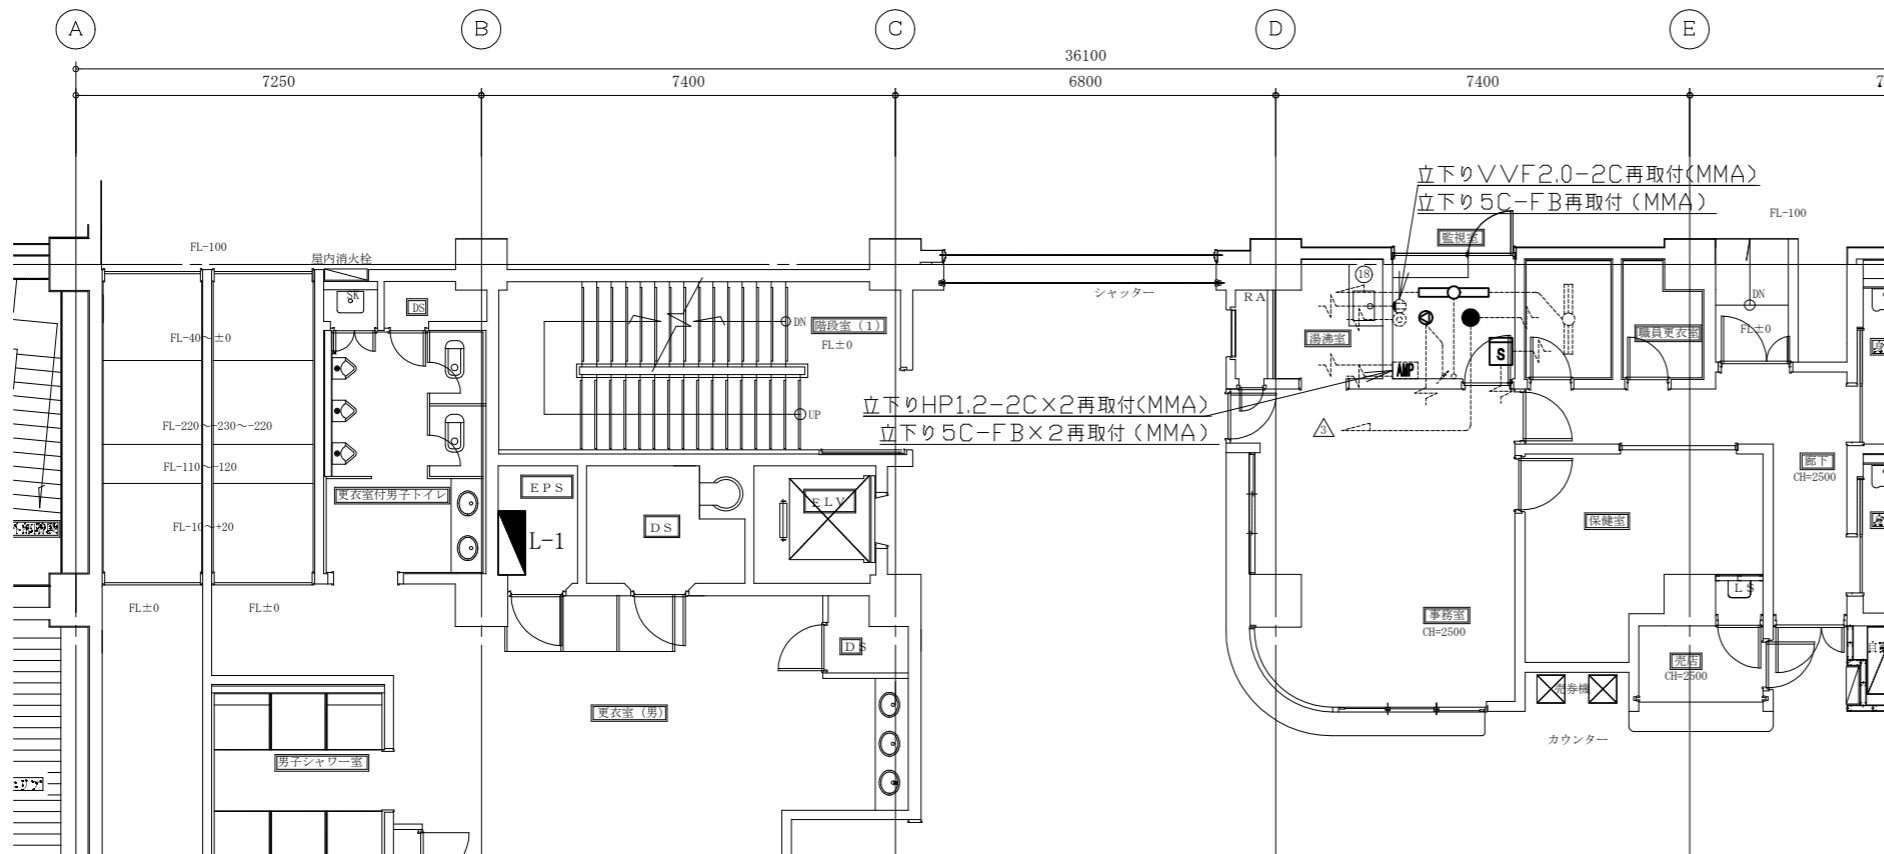 A
B
C
D
E
36100
7250
7400
6800
7400
7
立下りVVF2.0-2C再取付(MMA)
立下り5C-FB再取付(MMA)
監視室
FL-100
FL-100
屋内消火栓
SK
DS
シャッター
RA
18
DN
階段室(1)
FL±0
湯沸室
AMP
S
職員更衣室
DN
FL±0
FL-40~±0
立下りHP1.2-2C×2再取付(MMA)
立下り5C-FB×2再取付(MMA)
UP
3
FL-220~-230~-220
FL-110~-120
更衣室付男子トイレ
EPS
ELV
廊下
CH=2500
FL-10~+20
L-1
DS
保健室
FL±0
FL±0
LS
事務室
CH=2500
DS
売店
CH=2500
売券機
更衣室(男)
カウンター
男子シャワー室